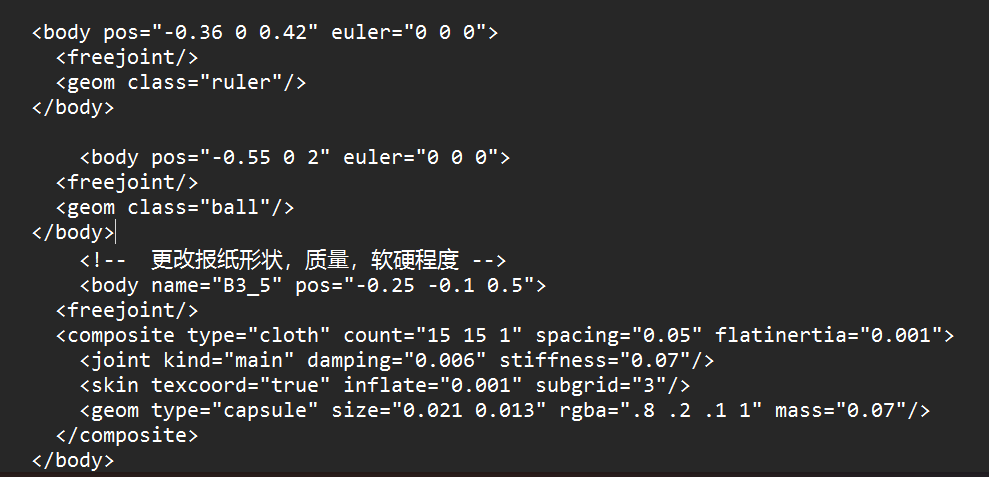 <body pos="-0.36 0 0.42" euler="0 0 0">
<freejoint/>
<geom class="ruler"/>
</body>
<body pos="-0.55 0 2" euler="0 0 0">
<freejoint/>
<geom class="ball"/>
</body>
<!--  更改报纸形状，质量，软硬程度 -->
<body name="B3_5" pos="-0.25 -0.1 0.5">
<freejoint/>
<composite type="cloth" count="15 15 1" spacing="0.05" flatinertia="0.001">
<joint kind="main" damping="0.006" stiffness="0.07"/>
<skin texcoord="true" inflate="0.001" subgrid="3"/>
<geom type="capsule" size="0.021 0.013" rgba=".8 .2 .1 1" mass="0.07"/>
</composite>
</body>